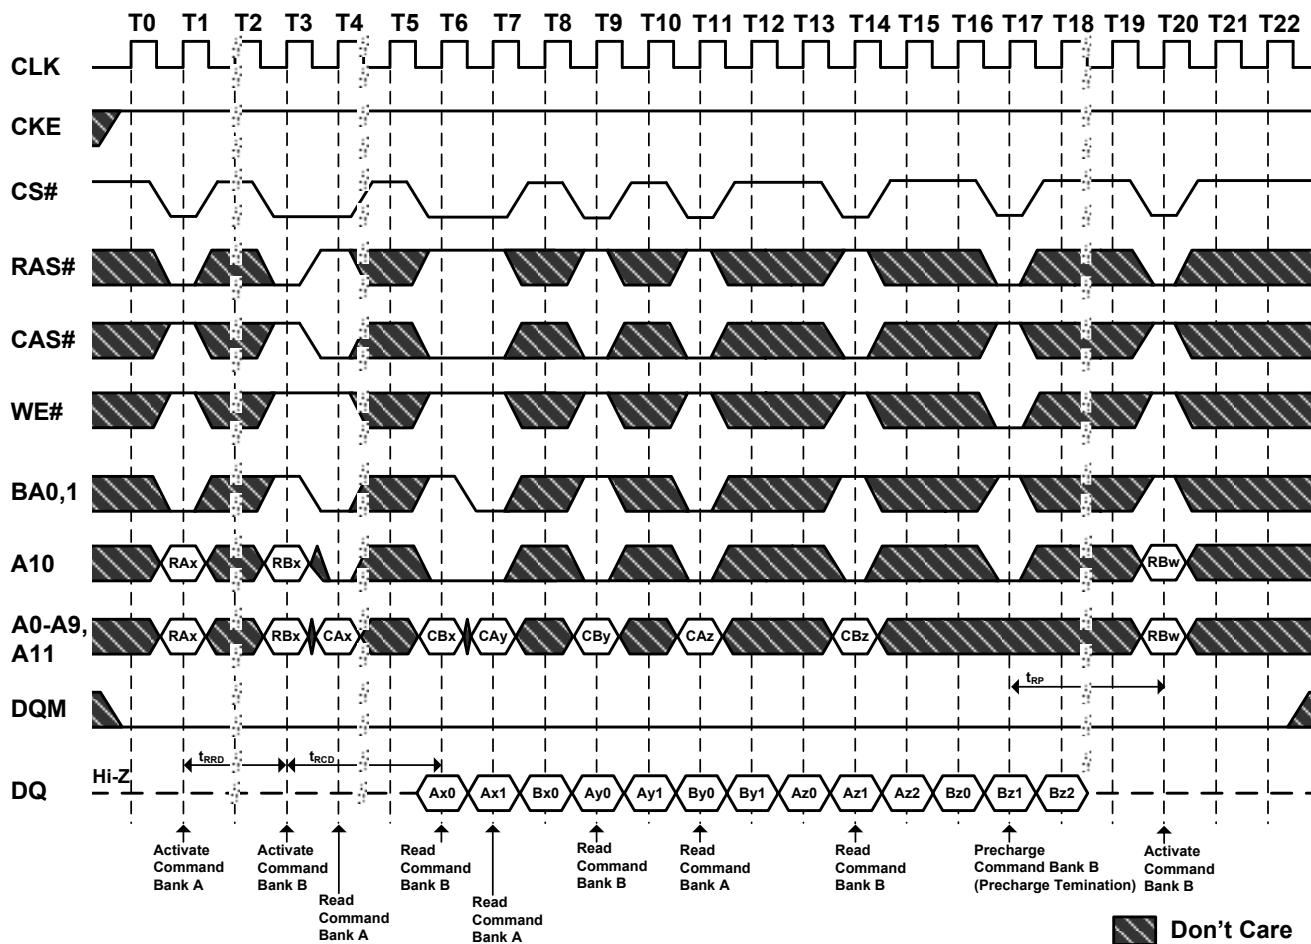 T0 T1 T2 T3 T4 T5 T6 T7 T8 T9 T10 T11 T12 T13 T14 T15 T16 T17 T18 T19 T20 T21 T22
CLK
CKE
CS#
RAS#
CAS#
WE#
BA0,1
A10
RAx RBx RBw
A0-A9,
A11
RAx RBx CAx CBx CAy CBy CAz CBz RBw
tRP
DQM
tRRD tRCD
Hi-Z
DQ
Ax0 Ax1 Bx0 Ay0 Ay1 By0 By1 Az0 Az1 Az2 Bz0 Bz1 Bz2
Activate
Command
Bank A
Activate
Command
Bank B
Read
Command
Bank A
Read
Command
Bank B
Read
Command
Bank A
Read
Command
Bank B
Read
Command
Bank A
Read
Command
Bank B
Precharge
Command Bank B
(Precharge Temination)
Activate
Command
Bank B
Don't Care